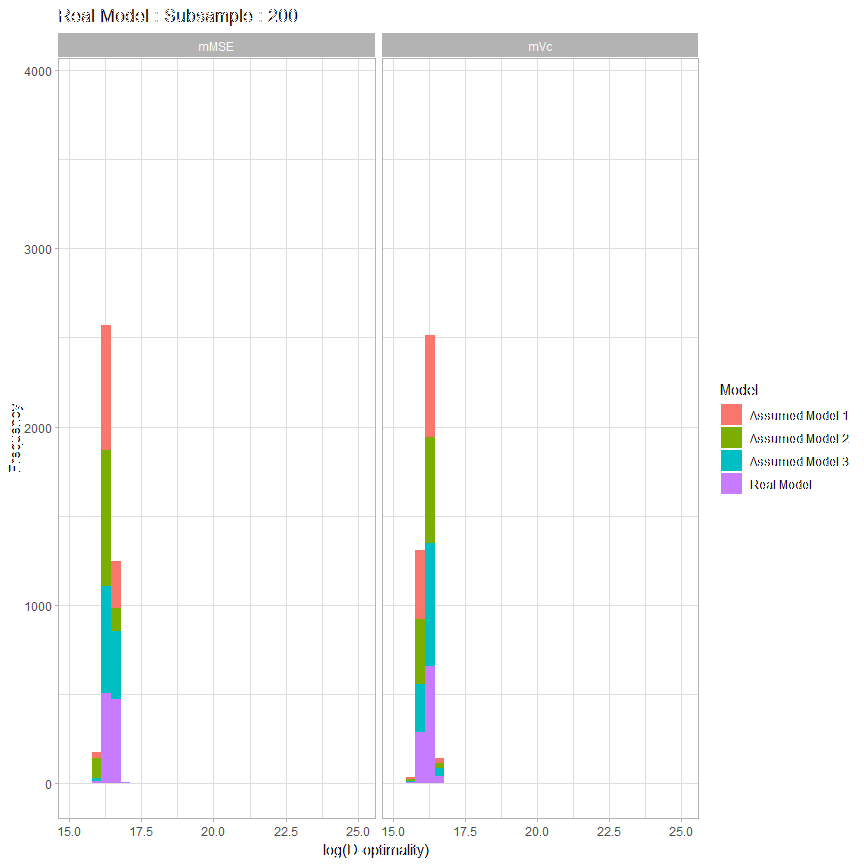 Real Model :: Subsample :: 200
mMSE
mVc
4000
3000
2000
1000
0
Frequency
15.0 17.5 20.0 22.5 25.0
15.0 17.5 20.0 22.5 25.0
log(D-optimality)
Model
Assumed Model 1
Assumed Model 2
Assumed Model 3
Real Model